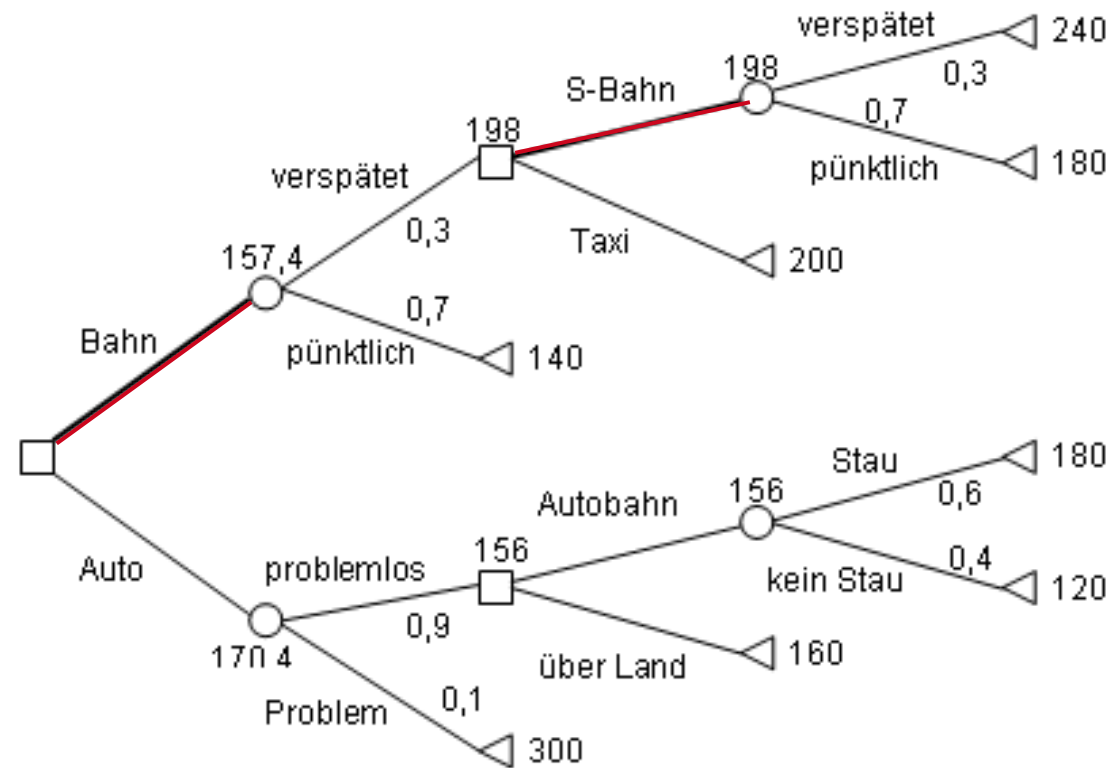 verspätet
240
0,3
198
S-Bahn
0,7
180
pünktlich
198
verspätet
0,3
Taxi
200
157,4
0,7
Bahn
pünktlich
140
Stau
180
0,6
156
Autobahn
0,4
kein Stau
120
156
problemlos
Auto
0,9
über Land
160
170,4
Problem
0,1
300